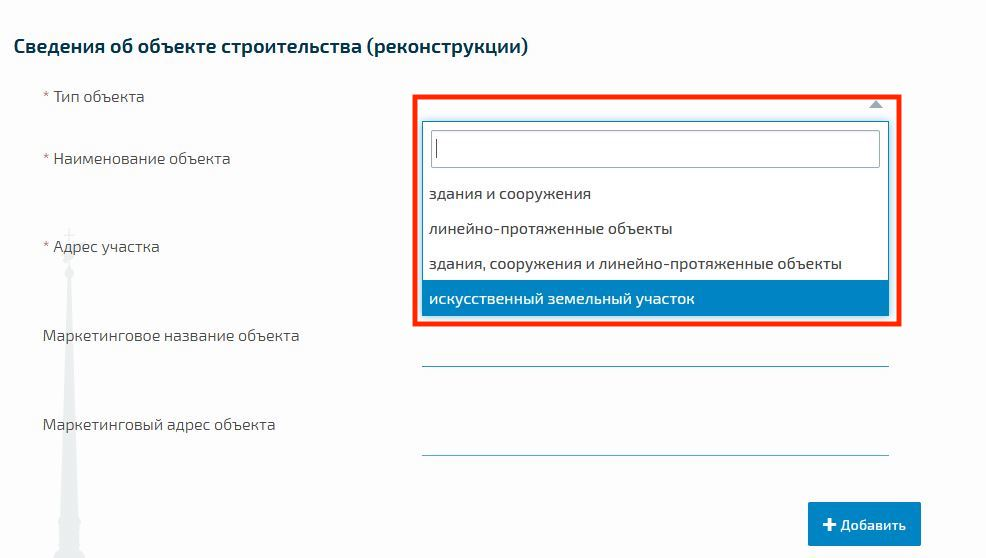 Сведения об объекте строительства (реконструкции)
* Тип объекта
здания и сооружения
линейно-протяженные объекты
здания, сооружения и линейно-протяженные объекты
искусственный земельный участок
* Наименование объекта
* Адрес участка
Маркетинговое название объекта
Маркетинговый адрес объекта
+ Добавить